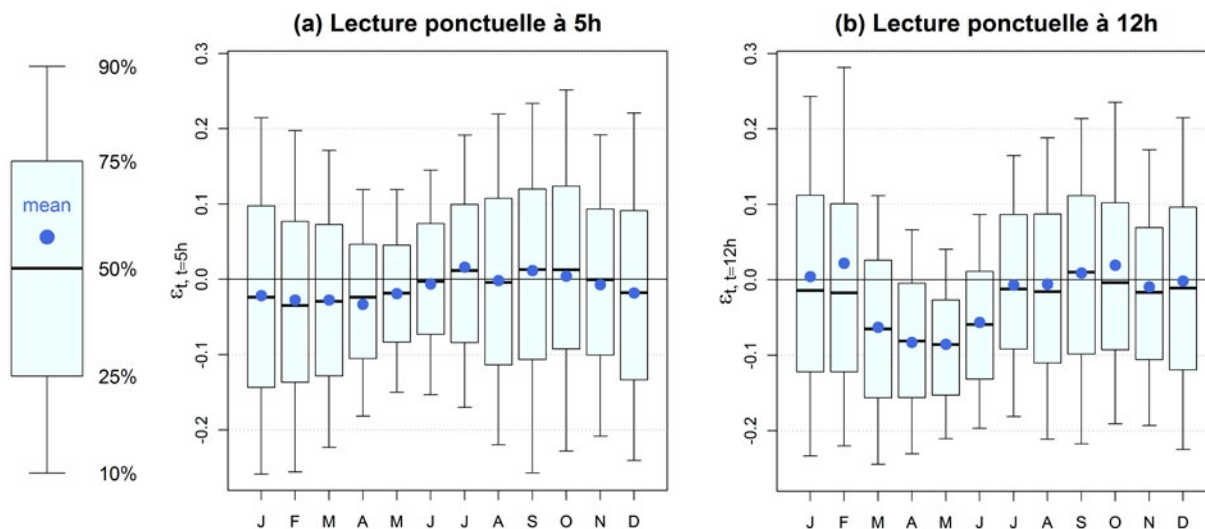 90%
75%
mean
50%
25%
10%
(a) Lecture ponctuelle à 5h
0.3
0.2
0.1
0.0
-0.1
-0.2
εt, t=5h
J F M A M J J A S O N D
(b) Lecture ponctuelle à 12h
0.3
0.2
0.1
0.0
-0.1
-0.2
εt, t=12h
J F M A M J J A S O N D